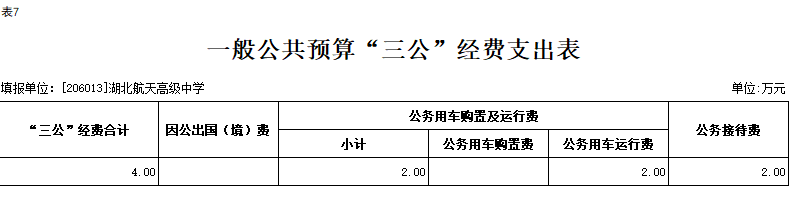 表7
一般公共预算“三公”经费支出表
填报单位：[206013]湖北航天高级中学 单位:万元
“三公”经费合计 因公出国（境）费 公务用车购置及运行费 公务接待费
小计 公务用车购置费 公务用车运行费
4.00 2.00 2.00 2.00